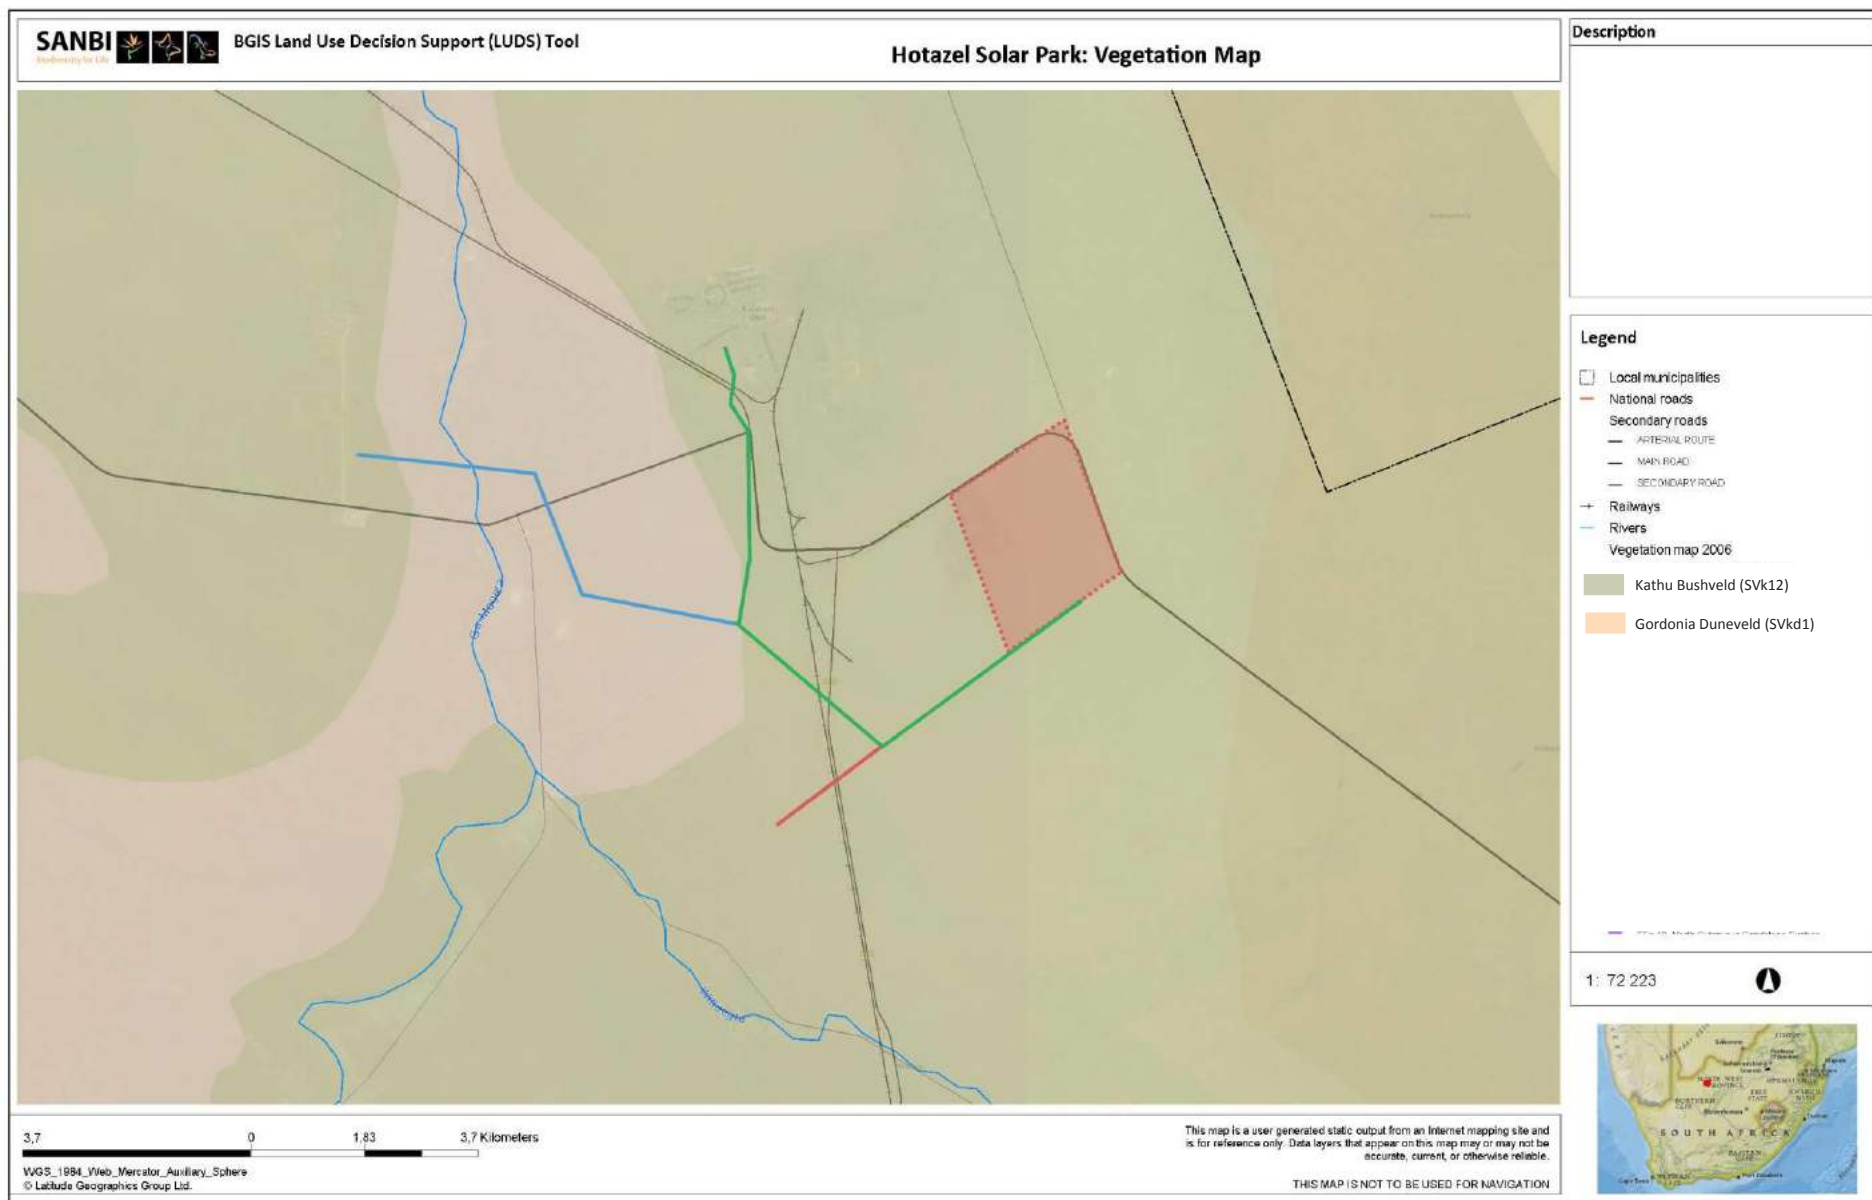 SANBI
Biodiversity for Life
BGIS Land Use Decision Support (LUDS) Tool
Hotazel Solar Park: Vegetation Map
Description
Legend
Local municipalities
National roads
Secondary roads
ARTERIAL ROUTE
MAIN ROAD
SECONDARY ROAD
Railways
Rivers
Vegetation map 2006
Kathu Bushveld (SVk12)
Gordonia Duneveld (SVkd1)
1: 72 223
Ga-Mogara
SOUTH AFRICA
3,7 0 1,83 3,7 Kilometers
WGS_1984_Web_Mercator_Auxiliary_Sphere
© Latitude Geographics Group Ltd.
This map is a user generated static output from an Internet mapping site and
is for reference only. Data layers that appear on this map may or may not be
accurate, current, or otherwise reliable.
THIS MAP IS NOT TO BE USED FOR NAVIGATION